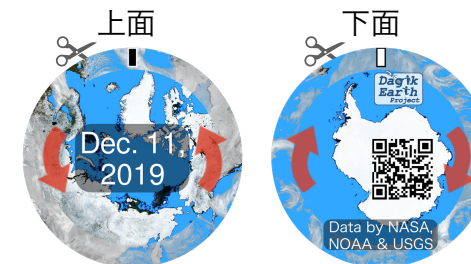 上面
下面
Dec. 11
2019
Dagik
Earth
Project
Data by NASA,
NOAA & USGS